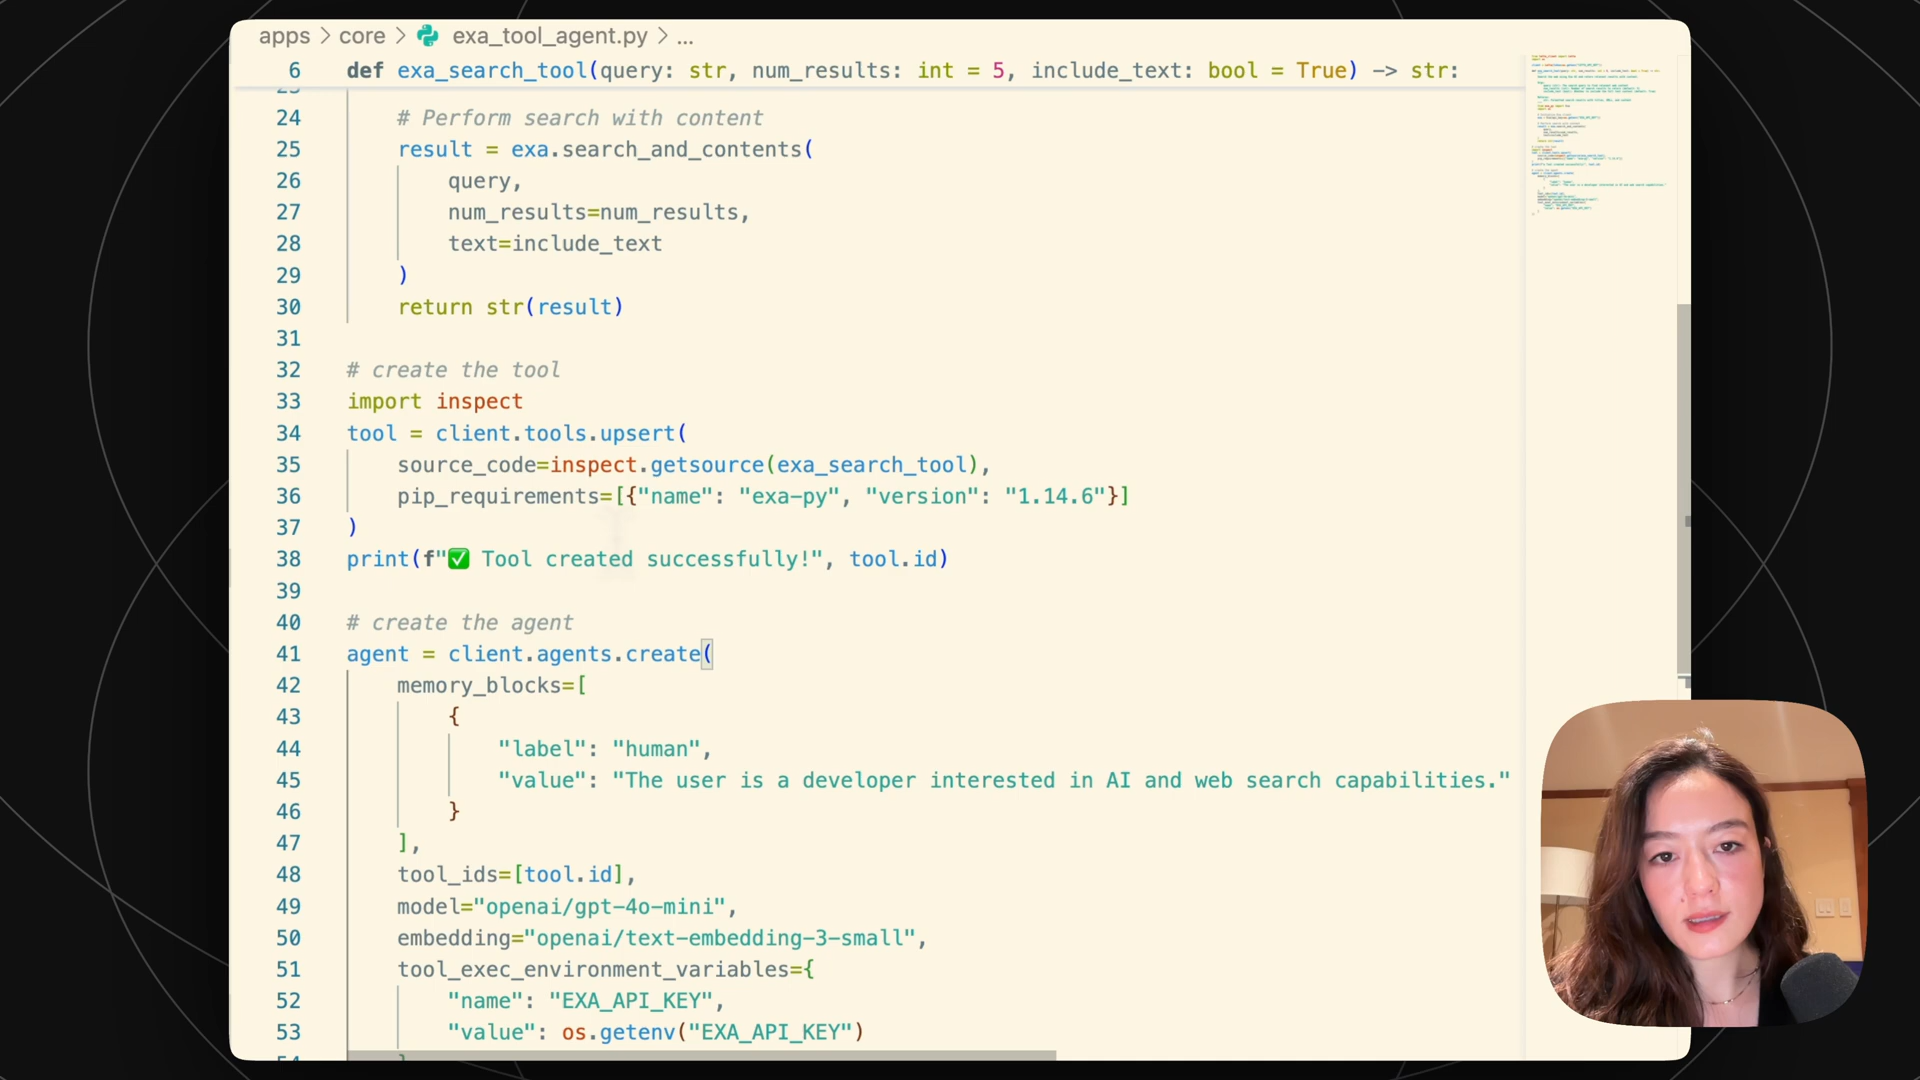 apps > core > exa_tool_agent.py > ...
6 def exa_search_tool(query: str, num_results: int = 5, include_text: bool = True) -> str:
24 # Perform search with content
25 result = exa.search_and_contents(
26 query,
27 num_results=num_results,
28 text=include_text
29 )
30 return str(result)
31
32 # create the tool
33 import inspect
34 tool = client.tools.upsert(
35 source_code=inspect.getsource(exa_search_tool),
36 pip_requirements=[{"name": "exa-py", "version": "1.14.6"}]
37 )
38 print(f"✅ Tool created successfully!", tool.id)
39
40 # create the agent
41 agent = client.agents.create(
42 memory_blocks=[
43 {
44 "label": "human",
45 "value": "The user is a developer interested in AI and web search capabilities."
46 }
47 ],
48 tool_ids=[tool.id],
49 model="openai/gpt-4o-mini",
50 embedding="openai/text-embedding-3-small",
51 tool_exec_environment_variables={
52 "name": "EXA_API_KEY",
53 "value": os.getenv("EXA_API_KEY")